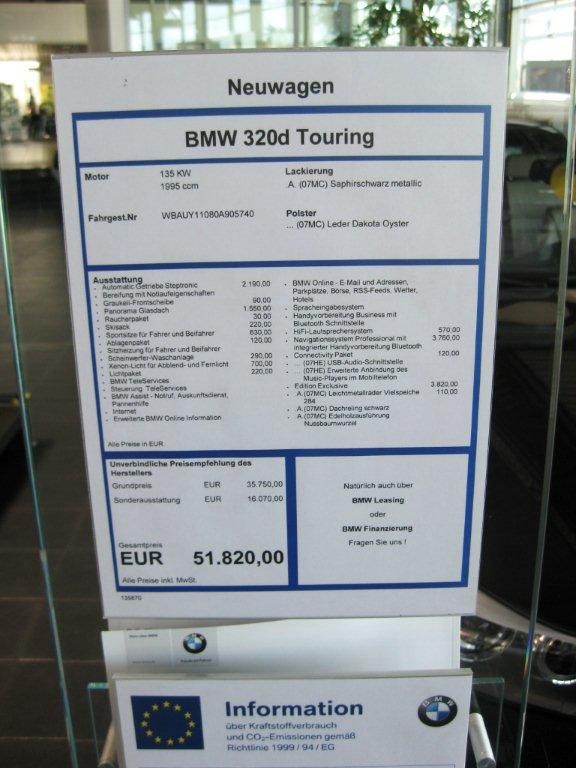 Neuwagen
BMW 320d Touring
Motor 135 KW
1995 ccm
Lackierung
.A. (07MC) Saphirschwarz metallic
Fahrgest.Nr WBAUY11080A905740
Polster
... (07MC) Leder Dakota Oyster
Ausstattung
- Automatic Getriebe Steptronic 2.190,00
- Bereifung mit Notlaufeigenschaften
- Graukeil-Frontscheibe 90,00
- Panorama Glasdach 1.550,00
- Raucherpaket 30,00
- Skisack 220,00
- Sportsitze für Fahrer und Beifahrer 630,00
- Ablagenpaket 120,00
- Sitzheizung für Fahrer und Beifahrer
- Scheinwerfer-Waschanlage 290,00
- Xenon-Licht für Abblend- und Fernlicht 700,00
- Lichtpaket 220,00
- BMW TeleServices
- Steuerung TeleServices
- BMW Assist - Notruf, Auskunftsdienst,
Pannenhilfe
- Internet
- Erweiterte BMW Online Information
- BMW Online - E-Mail und Adressen,
Parkplätze, Börse, RSS-Feeds, Wetter,
Hotels
- Spracheingabesystem
- Handyvorbereitung Business mit
Bluetooth Schnittstelle
- HiFi-Lautsprechersystem 570,00
- Navigationssystem Professional mit 3.760,00
integrierter Handyvorbereitung Bluetooth
- Connectivity Paket 120,00
- ... (07HE) USB-Audio-Schnittstelle
- ... (07HE) Erweiterte Anbindung des
Music-Players im Mobiltelefon
- Edition Exclusive 3.820,00
- .A.(07MC) Leichtmetallräder Vielspeiche 110,00
284
- .A.(07MC) Dachreling schwarz
- .A.(07MC) Edelholzausführung
Nussbaumwurzel
Alle Preise in EUR
Unverbindliche Preisempfehlung des
Herstellers
Grundpreis EUR 35.750,00
Sonderausstattung EUR 16.070,00
Gesamtpreis
EUR 51.820,00
Alle Preise inkl. MwSt.
Natürlich auch über
BMW Leasing
oder
BMW Finanzierung
Fragen Sie uns !
135870
BMW
Freude am Fahren
Information
über Kraftstoffverbrauch
und CO₂-Emissionen gemäß
Richtlinie 1999 / 94 / EG
BMW